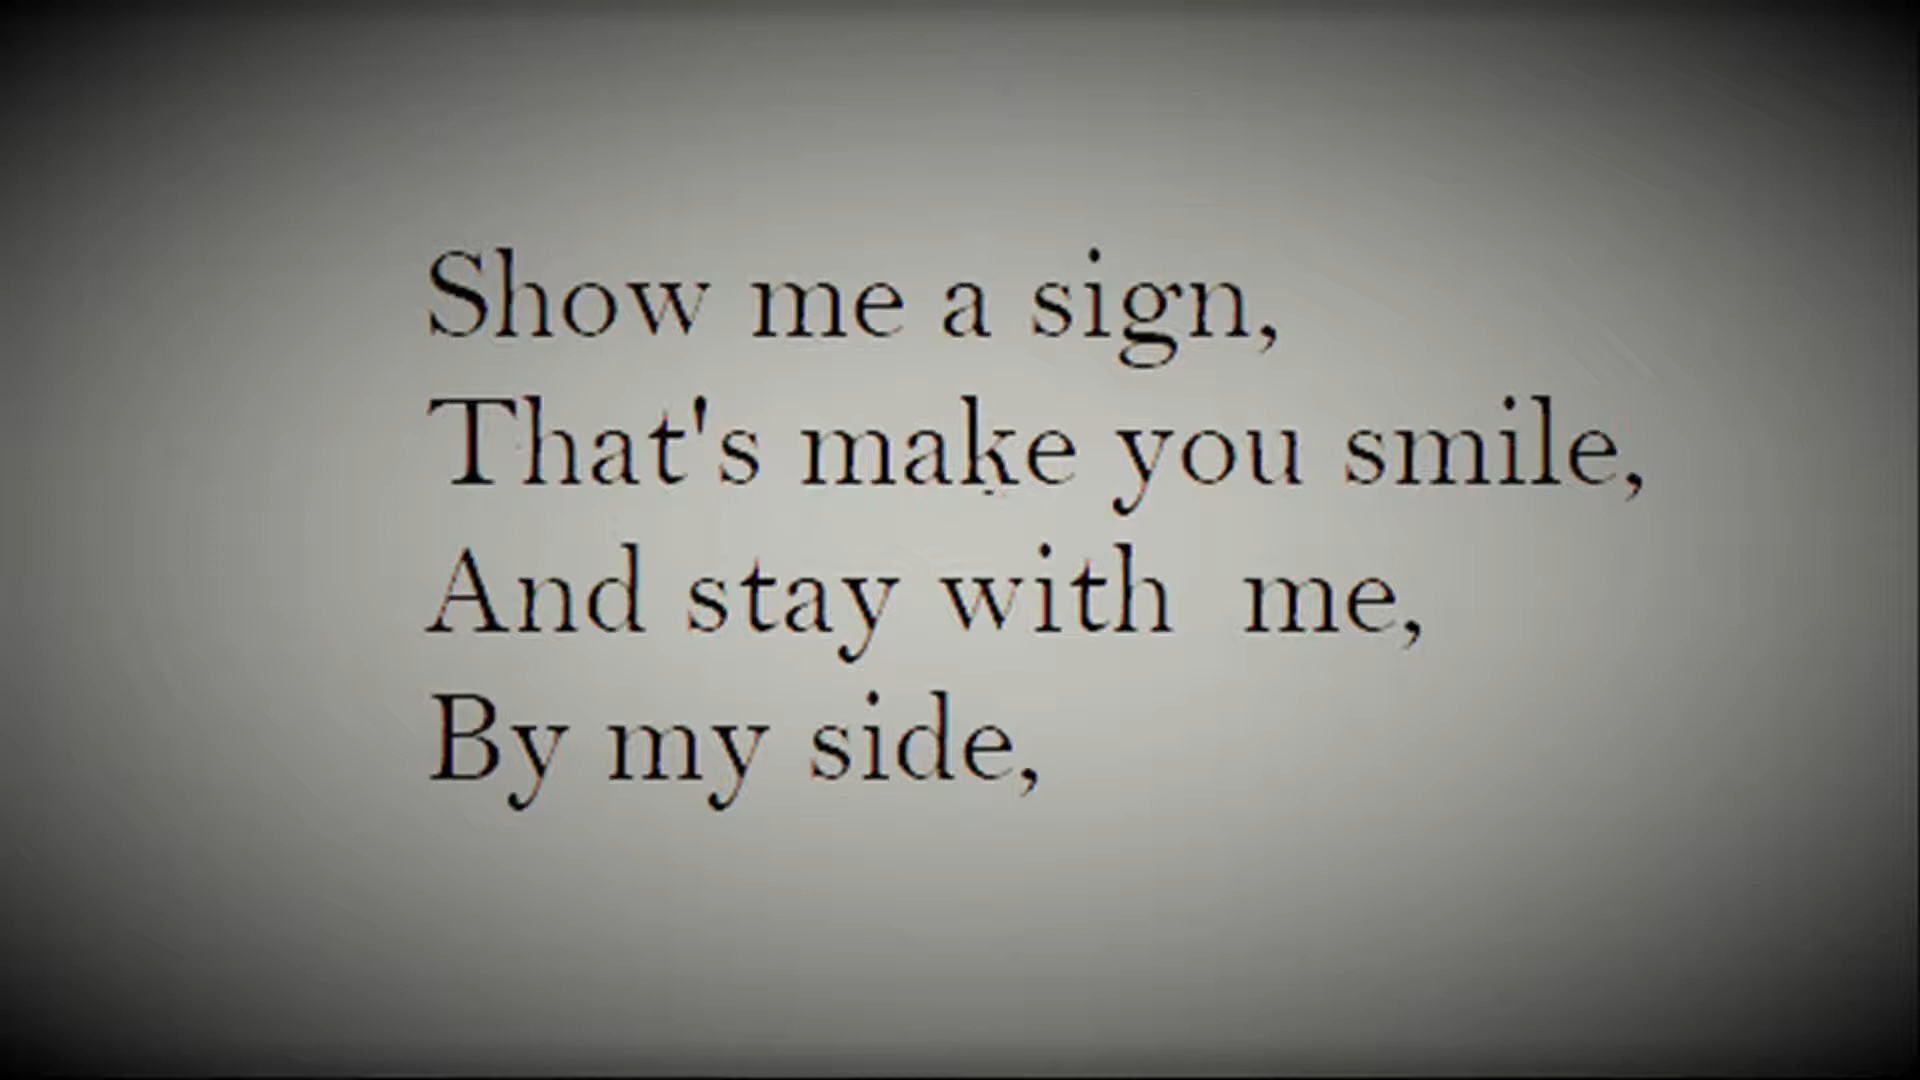 Show me a sign,
That's make you smile,
And stay with me,
By my side,